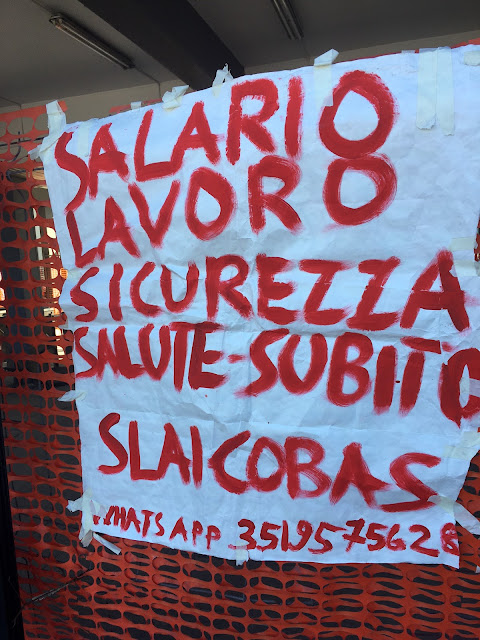 SALARIO
LAVORO
SICUREZZA
SALUTE-SUBITO
SLAICOBAS
WHATSAPP 3519575628